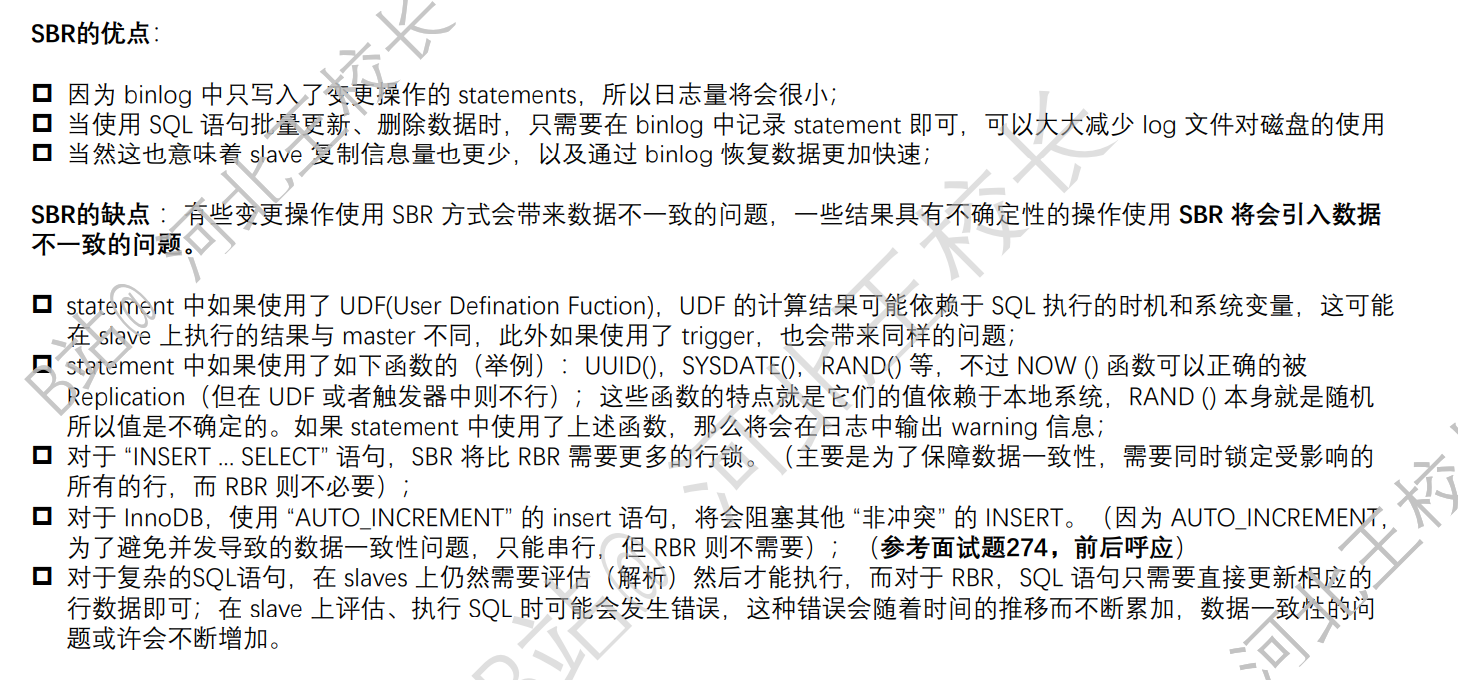 SBR的优点：
因为 binlog 中只写入了变更操作的 statements，所以日志量将会很小；
当使用 SQL 语句批量更新、删除数据时，只需要在 binlog 中记录 statement 即可，可以大大减少 log 文件对磁盘的使用
当然这也意味着 slave 复制信息量也更少，以及通过 binlog 恢复数据更加快速；
SBR的缺点 ：有些变更操作使用 SBR 方式会带来数据不一致的问题，一些结果具有不确定性的操作使用 SBR 将会引入数据
不一致的问题。
statement 中如果使用了 UDF(User Defination Fuction)，UDF 的计算结果可能依赖于 SQL 执行的时机和系统变量，这可能
在 slave 上执行的结果与 master 不同，此外如果使用了 trigger，也会带来同样的问题；
statement 中如果使用了如下函数的（举例）：UUID()，SYSDATE()，RAND() 等，不过 NOW () 函数可以正确的被
Replication（但在 UDF 或者触发器中则不行）；这些函数的特点就是它们的值依赖于本地系统，RAND () 本身就是随机
所以值是不确定的。如果 statement 中使用了上述函数，那么将会在日志中输出 warning 信息；
对于 “INSERT ... SELECT” 语句，SBR 将比 RBR 需要更多的行锁。（主要是为了保障数据一致性，需要同时锁定受影响的
所有的行，而 RBR 则不必要）；
对于 InnoDB，使用 “AUTO_INCREMENT” 的 insert 语句，将会阻塞其他 “非冲突” 的 INSERT。（因为 AUTO_INCREMENT，
为了避免并发导致的数据一致性问题，只能串行，但 RBR 则不需要）；（参考面试题274，前后呼应）
对于复杂的SQL语句，在 slaves 上仍然需要评估（解析）然后才能执行，而对于 RBR，SQL 语句只需要直接更新相应的
行数据即可；在 slave 上评估、执行 SQL 时可能会发生错误，这种错误会随着时间的推移而不断累加，数据一致性的问
题或许会不断增加。
B站@ 河北王校长
B站@ 河北王校长
河北王校